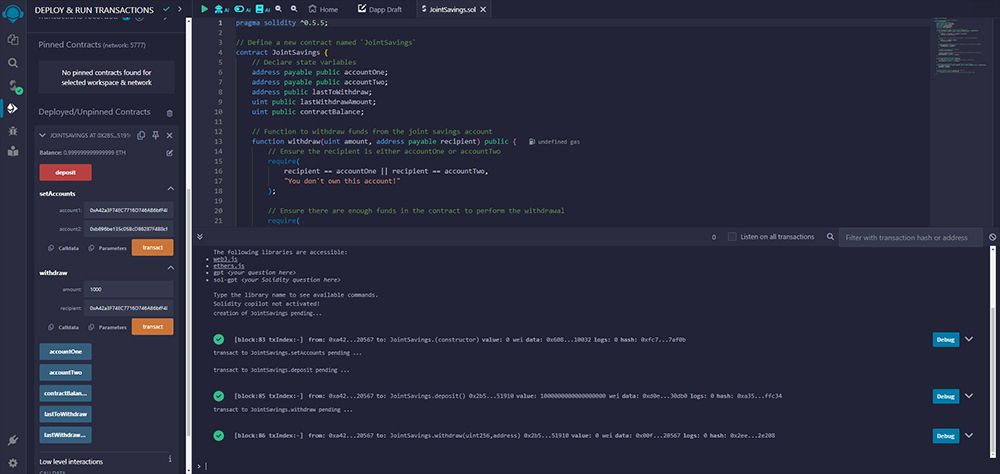 DEPLOY & RUN TRANSACTIONS
Pinned Contracts (network: 5777)
No pinned contracts found for
selected workspace & network
Deployed/Unpinned Contracts
JOINTSAVINGS AT 0X2B5...51910
Balance: 0.999999999999999 ETH
deposit
setAccounts
account1:
account2:
Calldata Parameters transact
withdraw
amount: 1000
recipient:
Calldata Parameters transact
accountOne
accountTwo
contractBalan...
lastToWithdraw
lastWithdraw...
Low level interactions
AI AI AI Home Dapp Draft JointSavings.sol
1 pragma solidity ^0.5.5;
2
3 // Define a new contract named `JointSavings`
4 contract JointSavings {
5 // Declare state variables
6 address payable public accountOne;
7 address payable public accountTwo;
8 address public lastToWithdraw;
9 uint public lastWithdrawAmount;
10 uint public contractBalance;
11
12 // Function to withdraw funds from the joint savings account
13 function withdraw(uint amount, address payable recipient) public { undefined gas
14 // Ensure the recipient is either accountOne or accountTwo
15 require(
16 recipient == accountOne || recipient == accountTwo,
17 "You don't own this account!"
18 );
19
20 // Ensure there are enough funds in the contract to perform the withdrawal
21 require(
0 Listen on all transactions Filter with transaction hash or address
The following libraries are accessible:
• web3.js
• ethers.js
• gpt <your question here>
• sol-gpt <your Solidity question here>
Type the library name to see available commands.
Solidity copilot not activated!
creation of JointSavings pending...
[block:83 txIndex:-] from: 0xa42...20567 to: JointSavings.(constructor) value: 0 wei data: 0x608...10032 logs: 0 hash: 0xfc7...7af0b Debug
transact to JointSavings.setAccounts pending ...
transact to JointSavings.deposit pending ...
[block:85 txIndex:-] from: 0xa42...20567 to: JointSavings.deposit() 0x2b5...51910 value: 1000000000000000000 wei data: 0xd0e...30db0 logs: 0 hash: 0xa35...ffc34 Debug
transact to JointSavings.withdraw pending ...
[block:86 txIndex:-] from: 0xa42...20567 to: JointSavings.withdraw(uint256,address) 0x2b5...51910 value: 0 wei data: 0x00f...20567 logs: 0 hash: 0x2ee...2e208 Debug
>